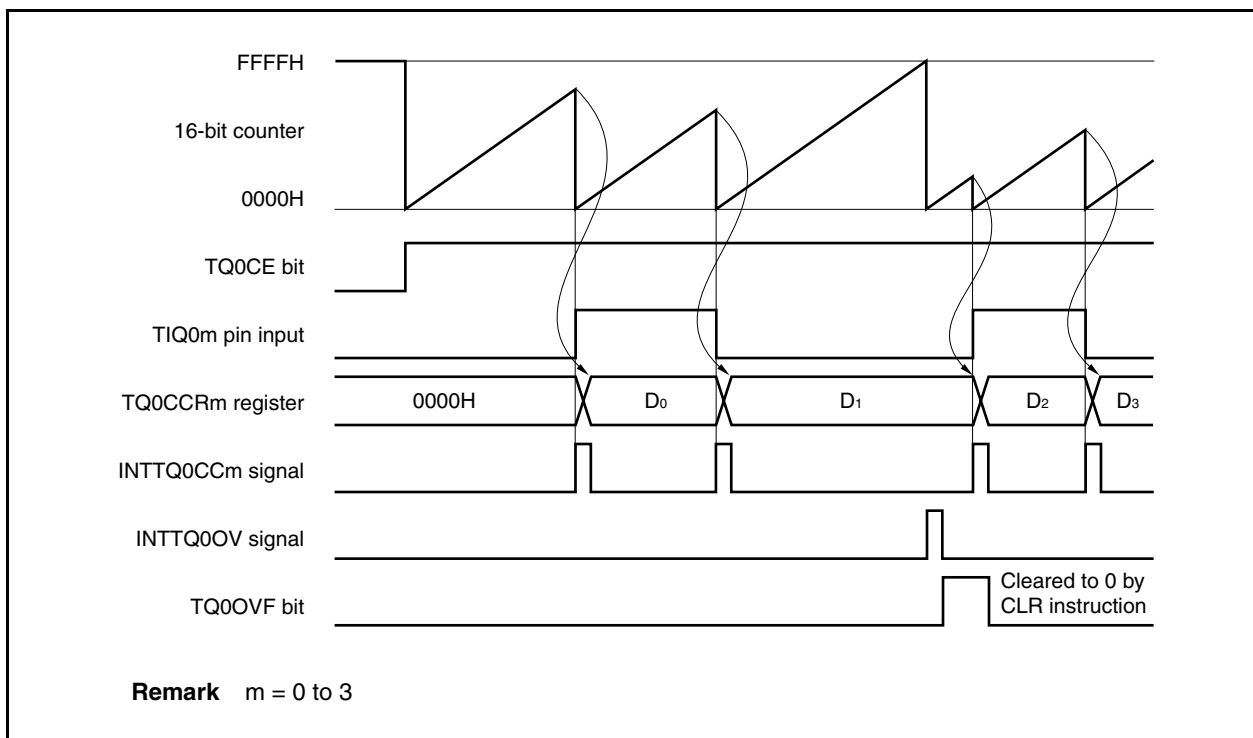 FFFFH
16-bit counter
0000H
TQ0CE bit
TIQ0m pin input
TQ0CCRm register
0000H D0 D1 D2 D3
INTTQ0CCm signal
INTTQ0OV signal
TQ0OVF bit
Cleared to 0 by
CLR instruction
Remark m = 0 to 3